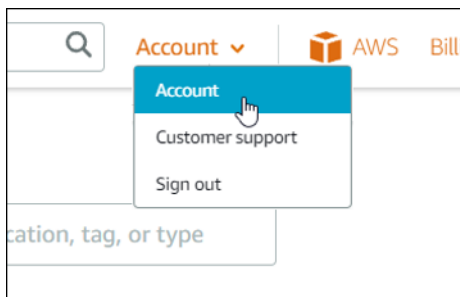 Account AWS Bill
Account
Customer support
Sign out
cation, tag, or type